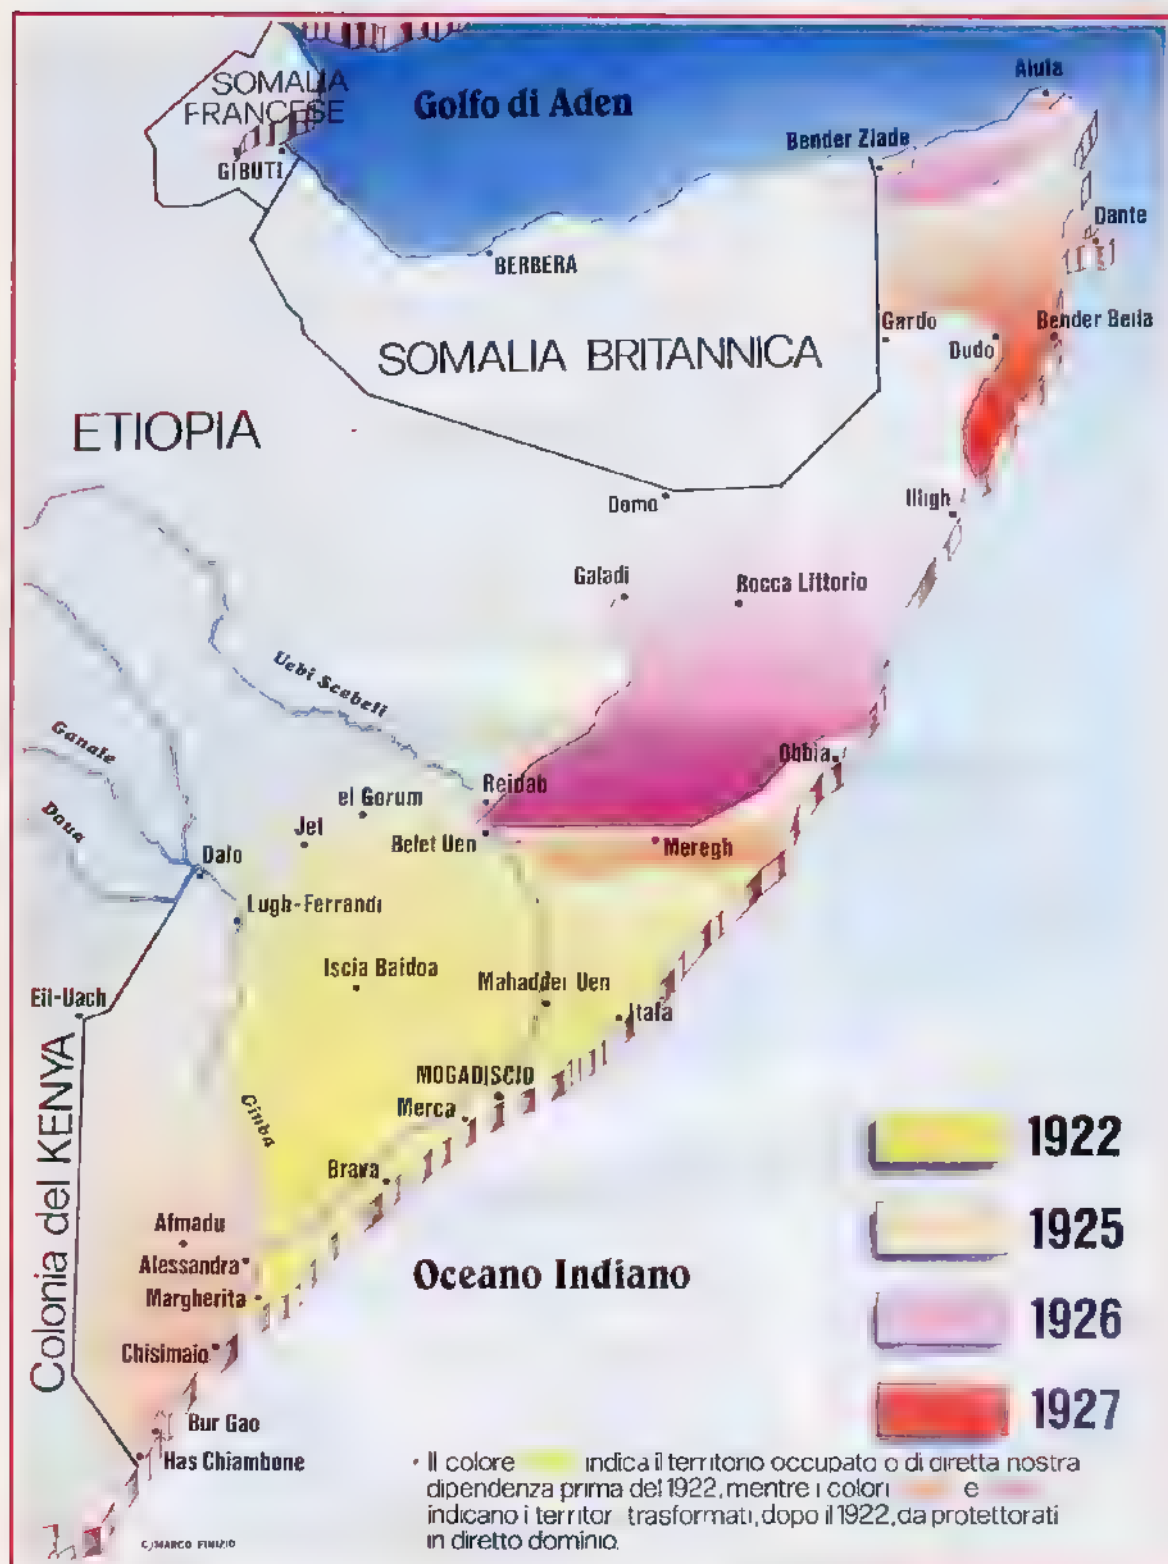 SOMALIA
FRANCESE
GIBUTI
Golfo di Aden
Alula
Bender Ziade
Dante
BERBERA
Gardo
Bender Beila
Dudo
SOMALIA BRITANNICA
ETIOPIA
Domo
Illigh
Galadi
Rocca Littorio
Uebi Scebeli
Ganale
Daua
Obbia
Reidab
el Gorum
Jet
Belet Uen
Meregh
Dalo
Lugh-Ferrandi
Iscia Baidoa
Mahaddei Uen
Eil-Uach
Itala
MOGADISCIO
Merca
Giuba
Brava
Colonia del KENYA
Afmadu
Alessandra
Margherita
Oceano Indiano
Chisimaio
Bur Gao
Has Chiambone
1922
1925
1926
1927
• Il colore indica il territorio occupato o di diretta nostra
dipendenza prima del 1922, mentre i colori e
indicano i territor trasformati, dopo il 1922, da protettorati
in diretto dominio.
MARCO FINIZIO